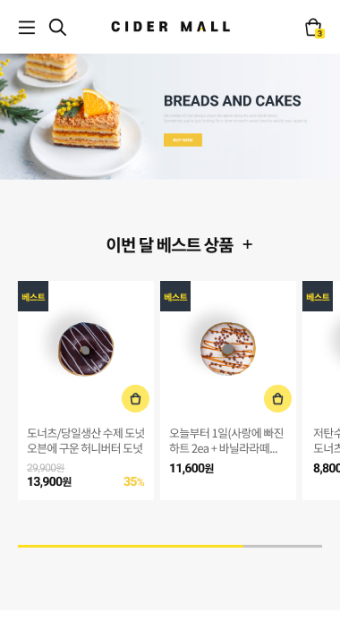 CIDER MALL
3
BREADS AND CAKES
이번 달 베스트 상품 +
베스트
베스트
베스트
도너츠/당일생산 수제 도넛
오븐에 구운 허니버터 도넛
29,900원
13,900원 35%
오늘부터 1일(사랑에 빠진
하트 2ea + 바닐라라떼...
11,600원
저탄수
도너츠
8,800